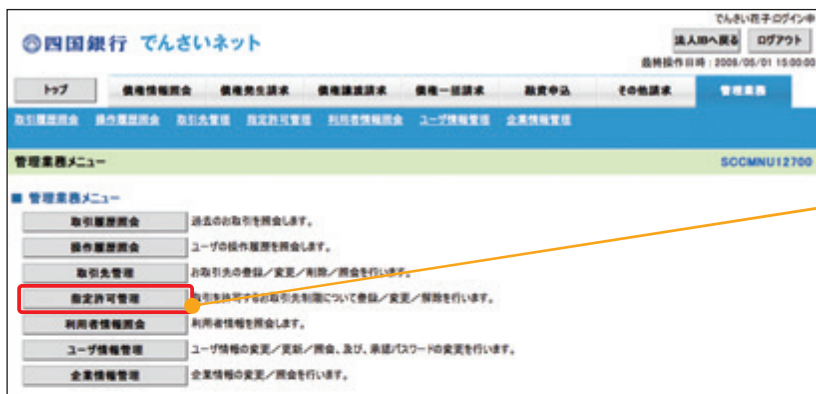 でんさい花子:ログイン中
四国銀行 でんさいネット
法人IBへ戻る ログアウト
最終操作日時：2009/05/01 15:00:00
トップ 債権情報照会 債権発生請求 債権譲渡請求 債権一括請求 融資申込 その他請求 管理業務
取引履歴照会 操作履歴照会 取引先管理 指定許可管理 利用者情報照会 ユーザ情報管理 企業情報管理
管理業務メニュー SCCMNU12700
■ 管理業務メニュー
取引履歴照会 過去のお取引を照会します。
操作履歴照会 ユーザの操作履歴を照会します。
取引先管理 お取引先の登録／変更／削除／照会を行います。
指定許可管理 取引を許可するお取引先制限について登録／変更／解除を行います。
利用者情報照会 利用者情報を照会します。
ユーザ情報管理 ユーザ情報の変更／更新／照会、及び、承認パスワードの変更を行います。
企業情報管理 企業情報の変更／照会を行います。